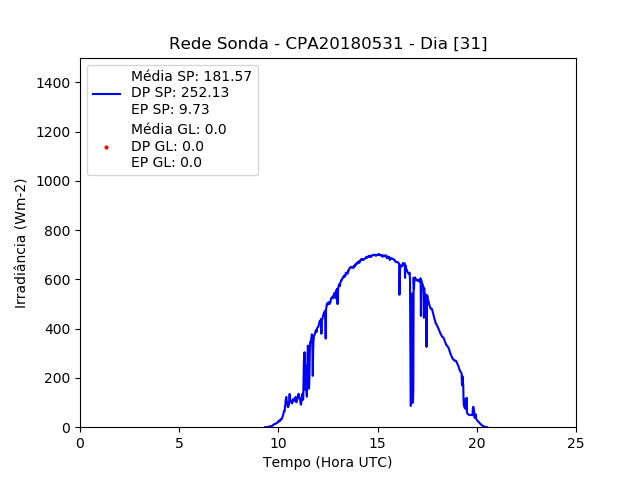 Rede Sonda - CPA20180531 - Dia [31]
Média SP: 181.57
DP SP: 252.13
EP SP: 9.73
Média GL: 0.0
DP GL: 0.0
EP GL: 0.0
Irradiância (Wm-2)
1400
1200
1000
800
600
400
200
0
0 5 10 15 20 25
Tempo (Hora UTC)